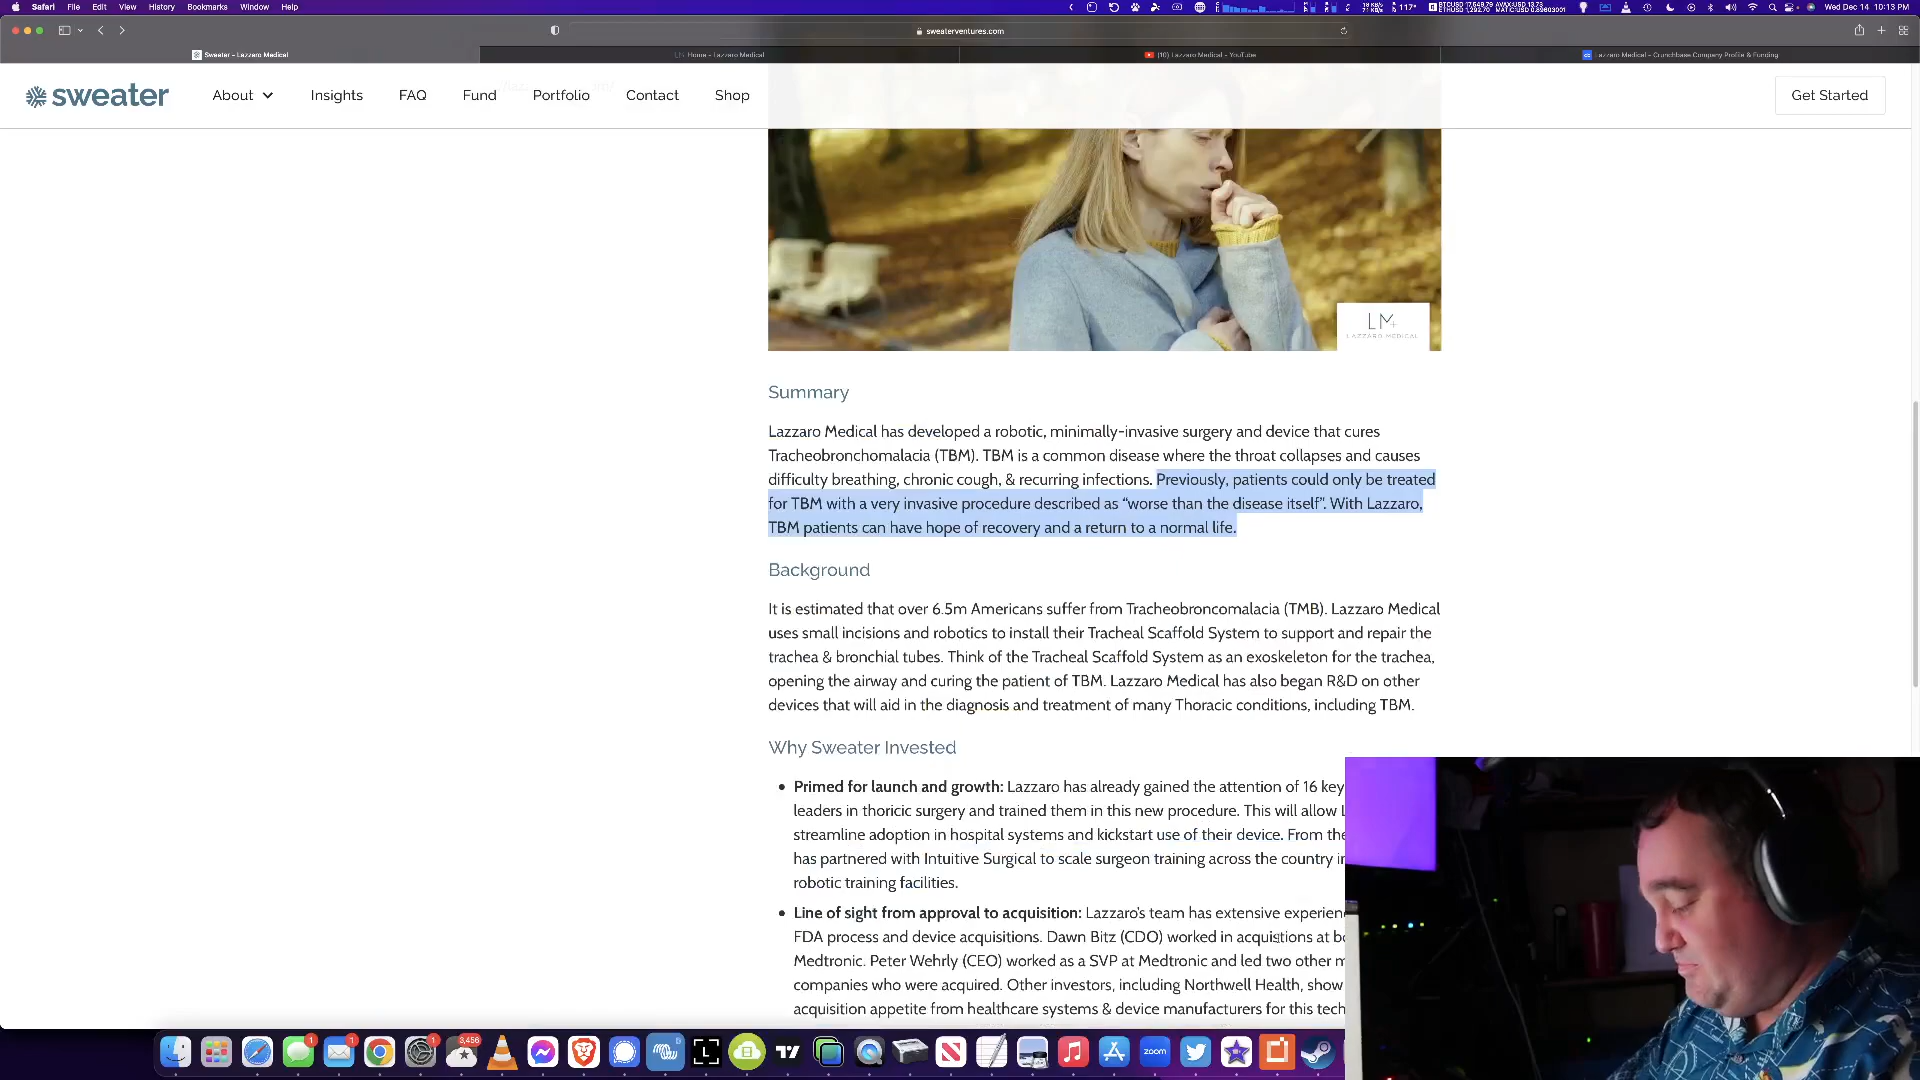 Safari File Edit View History Bookmarks Window Help
117°
Wed Dec 14 10:13 PM
sweaterventures.com
Sweater – Lazzaro Medical
Home - Lazzaro Medical
(10) Lazzaro Medical - YouTube
Lazzaro Medical - Crunchbase Company Profile & Funding
sweater
About
Insights
FAQ
Fund
Portfolio
Contact
Shop
Get Started
LM+
LAZZARO MEDICAL
Summary
Lazzaro Medical has developed a robotic, minimally-invasive surgery and device that cures
Tracheobronchomalacia (TBM). TBM is a common disease where the throat collapses and causes
difficulty breathing, chronic cough, & recurring infections. Previously, patients could only be treated
for TBM with a very invasive procedure described as “worse than the disease itself”. With Lazzaro,
TBM patients can have hope of recovery and a return to a normal life.
Background
It is estimated that over 6.5m Americans suffer from Tracheobroncomalacia (TMB). Lazzaro Medical
uses small incisions and robotics to install their Tracheal Scaffold System to support and repair the
trachea & bronchial tubes. Think of the Tracheal Scaffold System as an exoskeleton for the trachea,
opening the airway and curing the patient of TBM. Lazzaro Medical has also began R&D on other
devices that will aid in the diagnosis and treatment of many Thoracic conditions, including TBM.
Why Sweater Invested
• Primed for launch and growth: Lazzaro has already gained the attention of 16 key
leaders in thoricic surgery and trained them in this new procedure. This will allow L
streamline adoption in hospital systems and kickstart use of their device. From the
has partnered with Intuitive Surgical to scale surgeon training across the country in
robotic training facilities.
• Line of sight from approval to acquisition: Lazzaro's team has extensive experien
FDA process and device acquisitions. Dawn Bitz (CDO) worked in acquisitions at bo
Medtronic. Peter Wehrly (CEO) worked as a SVP at Medtronic and led two other m
companies who were acquired. Other investors, including Northwell Health, show
acquisition appetite from healthcare systems & device manufacturers for this tech
1
1
1
3,456
zoom